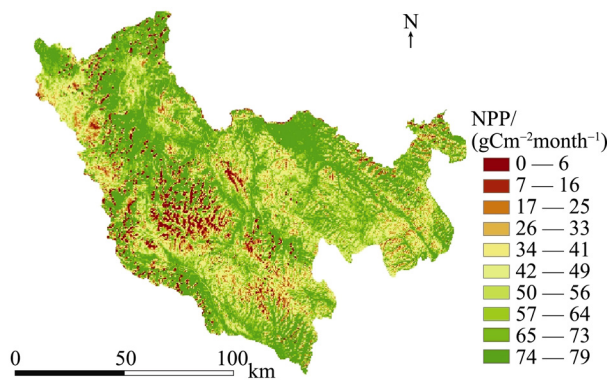 N
NPP/
(gCm⁻²month⁻¹)
0 — 6
7 — 16
17 — 25
26 — 33
34 — 41
42 — 49
50 — 56
57 — 64
65 — 73
74 — 79
0 50 100
km